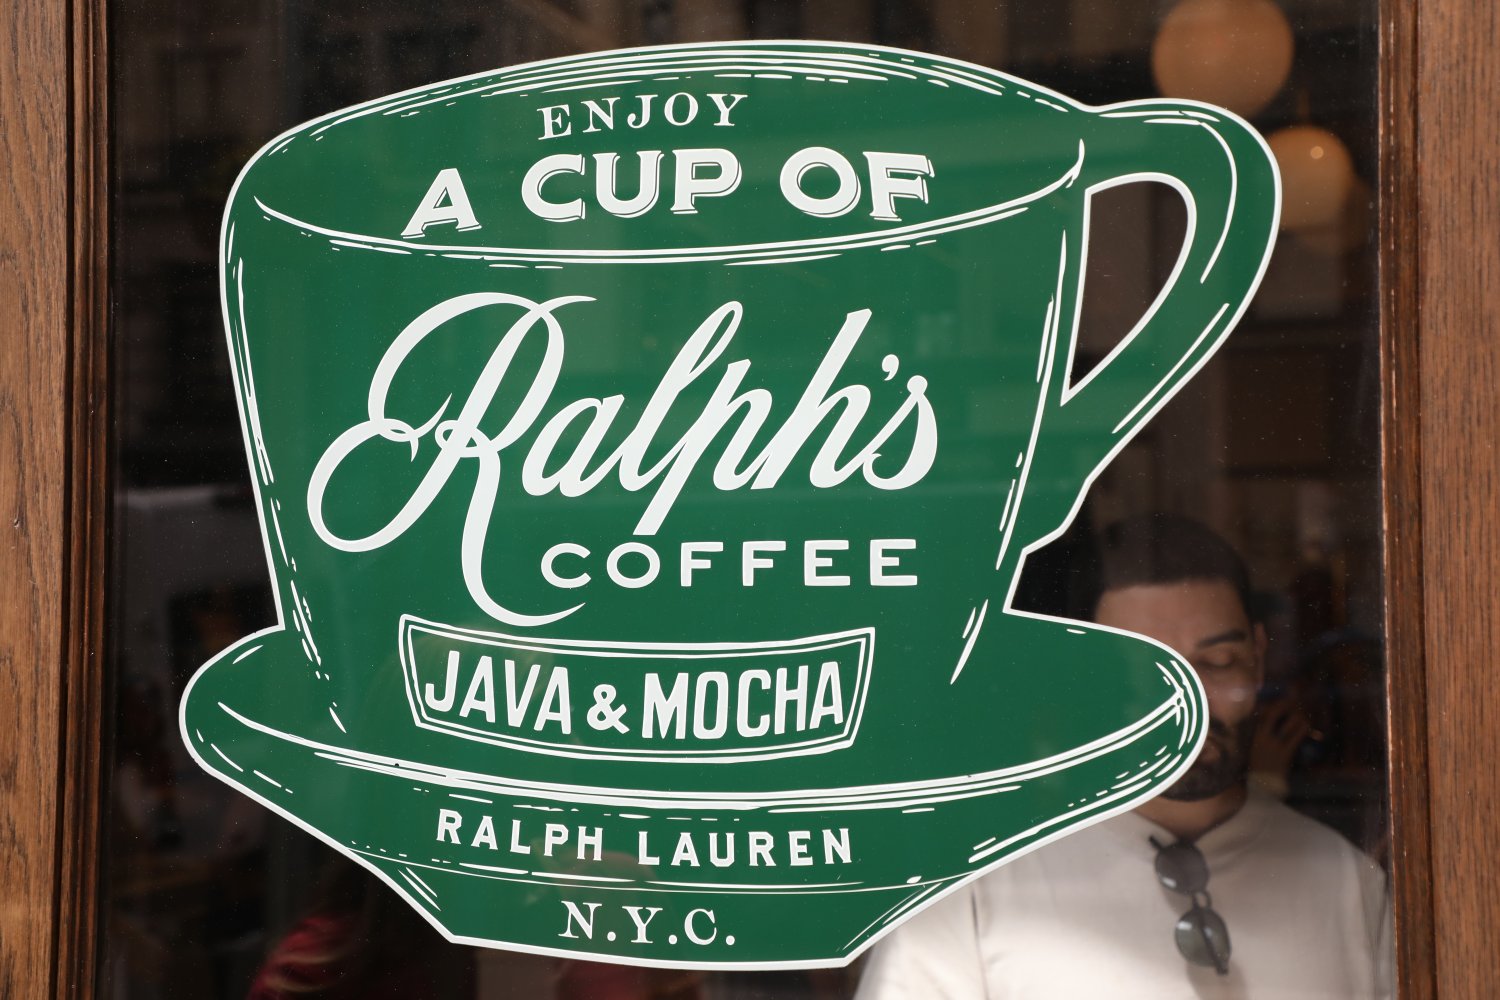 ENJOY
A CUP OF
Ralph's
COFFEE
JAVA & MOCHA
RALPH LAUREN
N.Y.C.